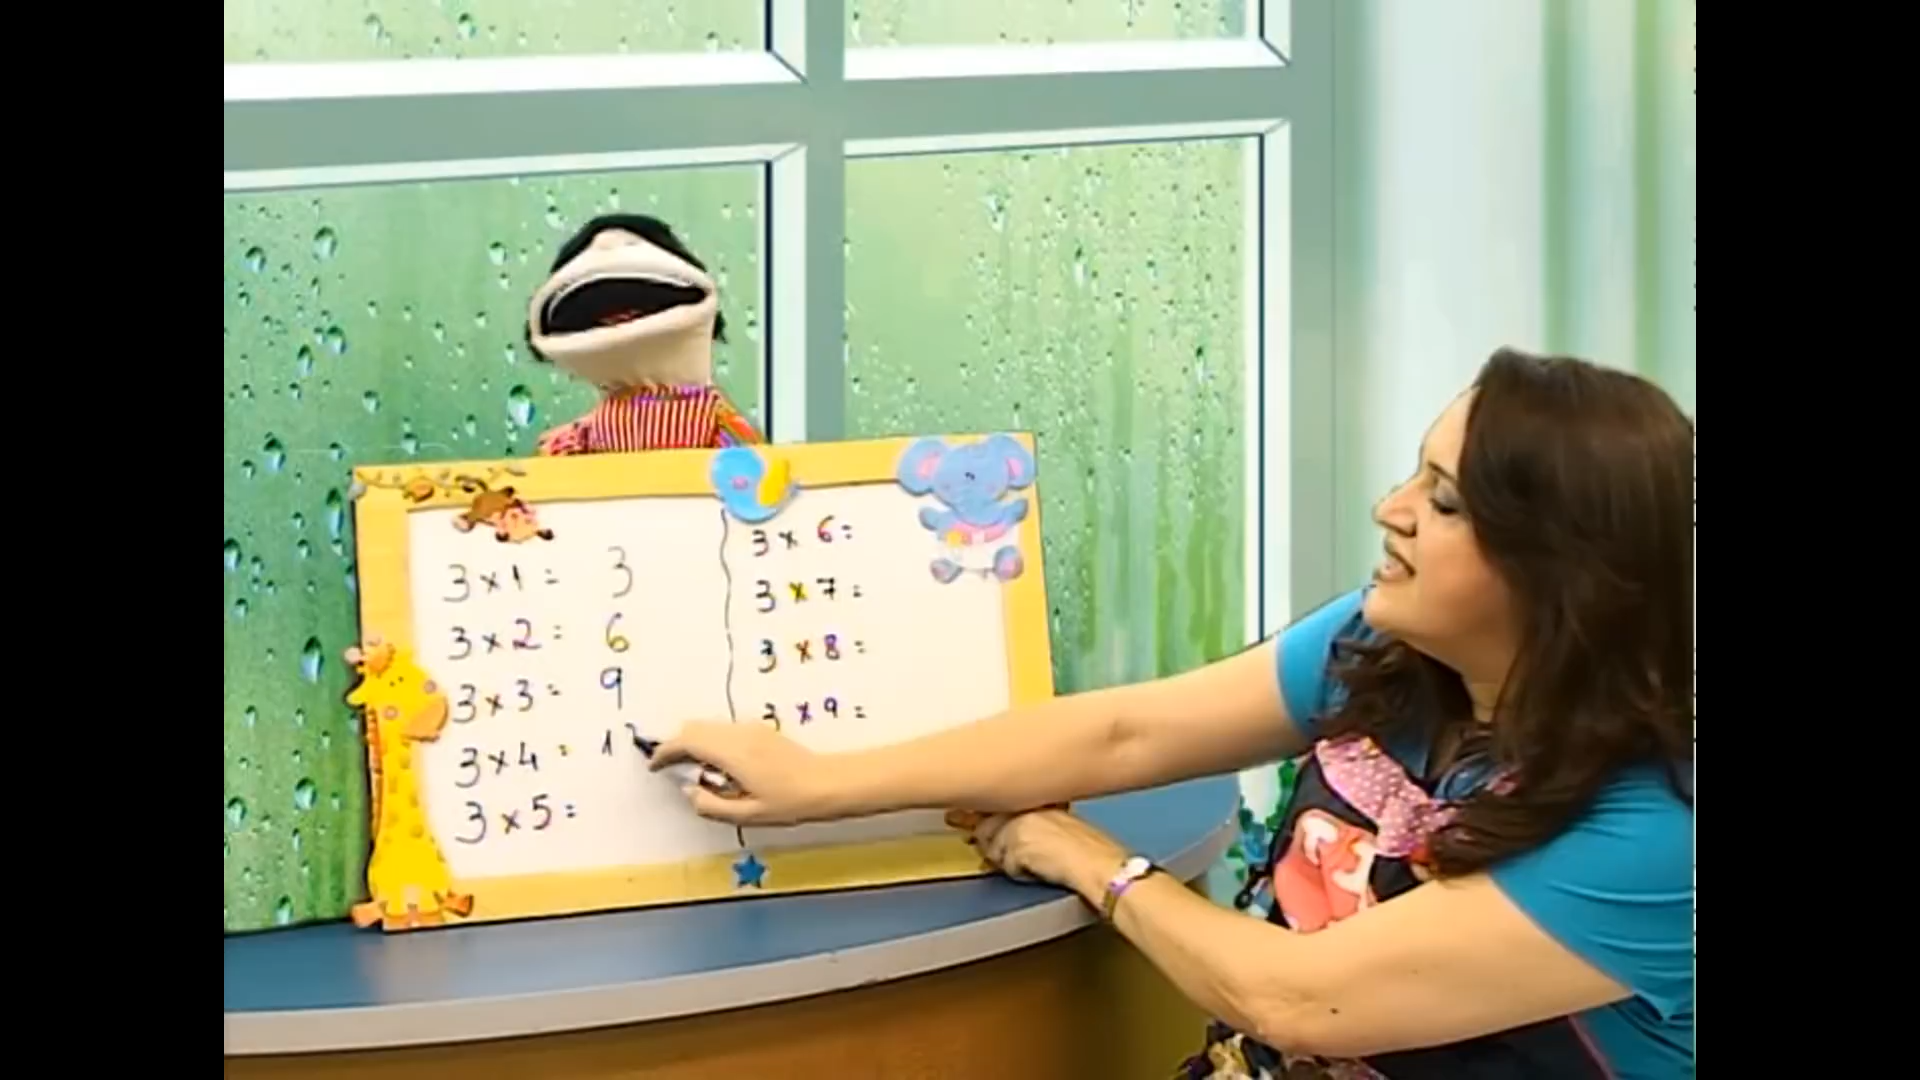 3 × 1 = 3
3 × 2 = 6
3 × 3 = 9
3 × 4 = 12
3 × 5 =
3 × 6 =
3 × 7 =
3 × 8 =
3 × 9 =